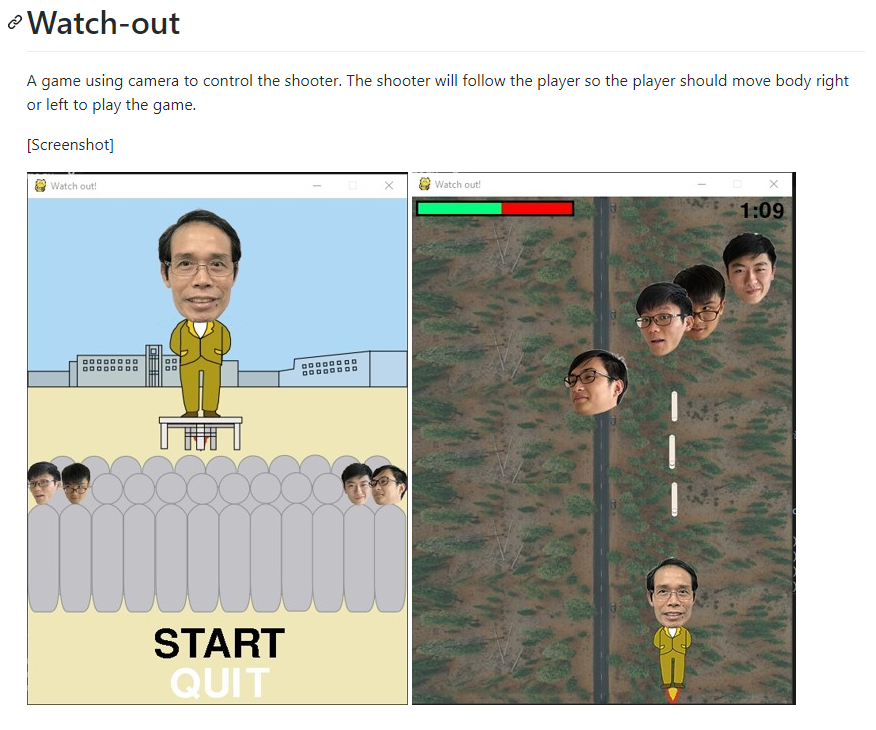 Watch-out
A game using camera to control the shooter. The shooter will follow the player so the player should move body right
or left to play the game.
[Screenshot]
Watch out!
START
QUIT
Watch out!
1:09